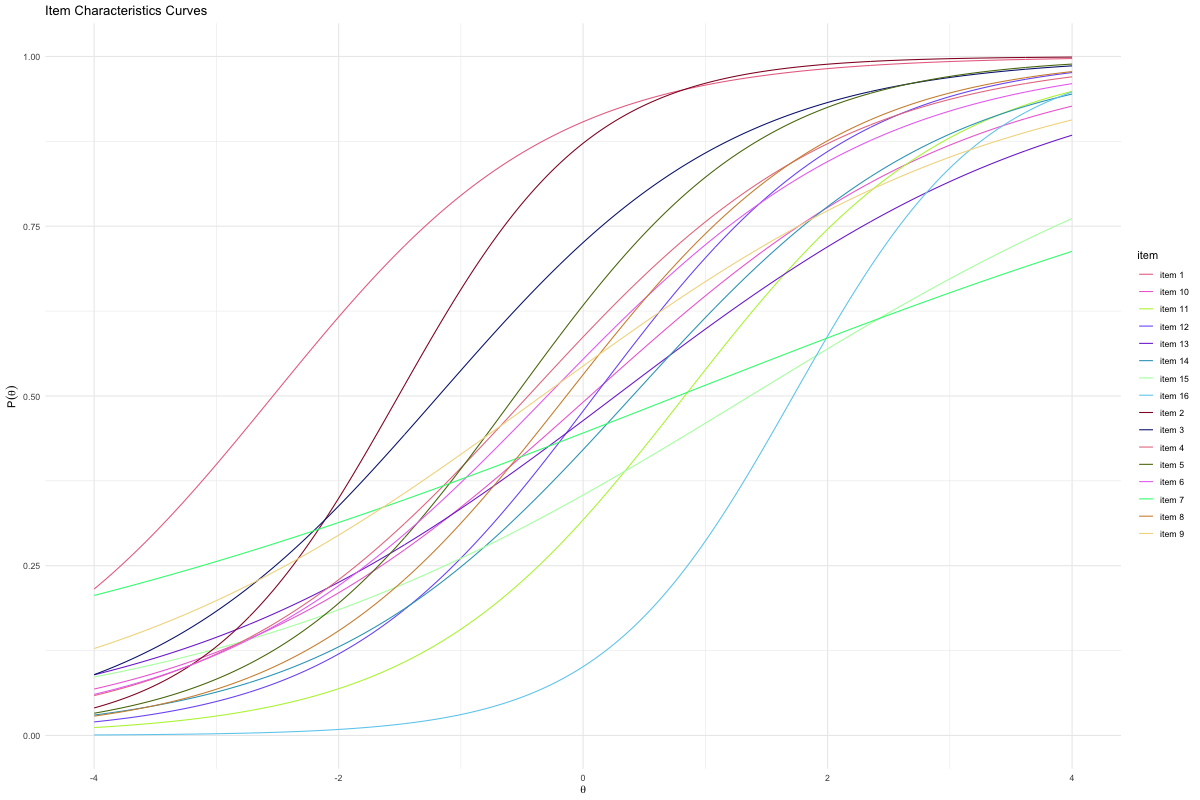 Item Characteristics Curves
1.00
0.75
0.50
0.25
0.00
P(θ)
-4
-2
0
2
4
θ
item
item 1
item 10
item 11
item 12
item 13
item 14
item 15
item 16
item 2
item 3
item 4
item 5
item 6
item 7
item 8
item 9